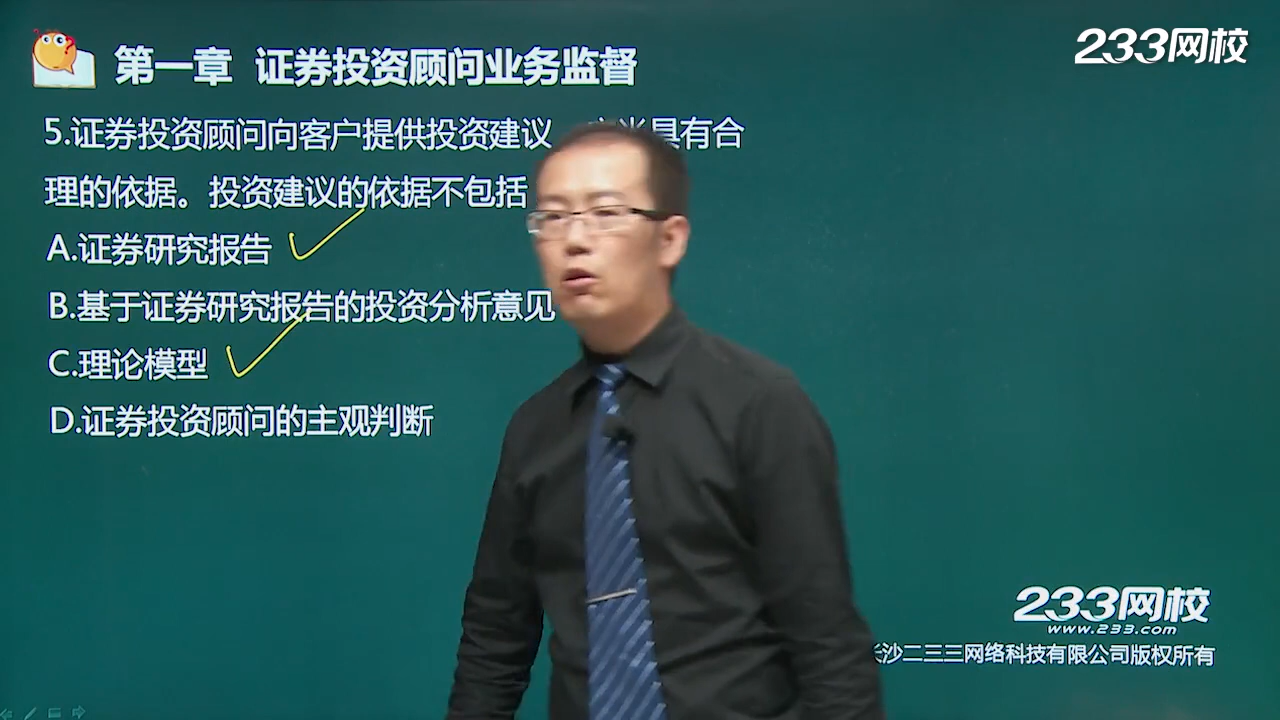 第一章 证券投资顾问业务监督
233网校
5.证券投资顾问向客户提供投资建议 具有合
理的依据。投资建议的依据不包括
A.证券研究报告
B.基于证券研究报告的投资分析意见
C.理论模型
D.证券投资顾问的主观判断
233网校
www.233.com
长沙二三三网络科技有限公司版权所有